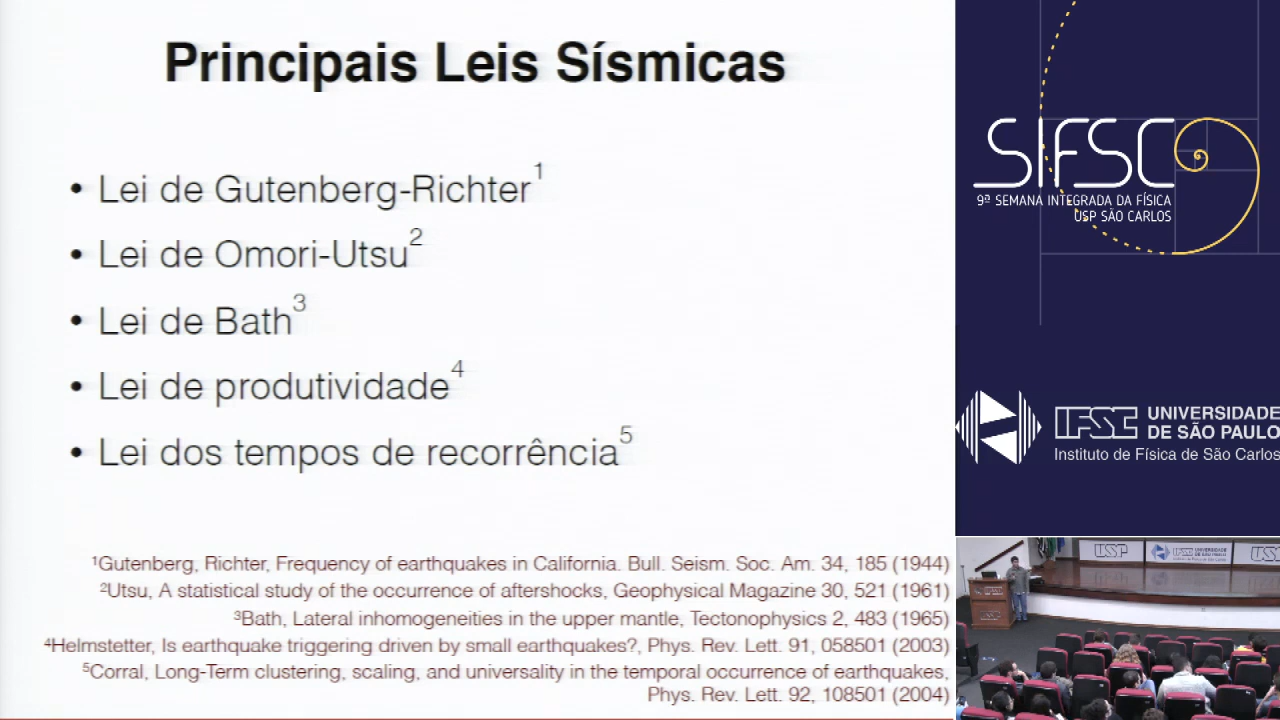 Principais Leis Sísmicas
• Lei de Gutenberg-Richter¹
• Lei de Omori-Utsu²
• Lei de Bath³
• Lei de produtividade⁴
• Lei dos tempos de recorrência⁵
¹Gutenberg, Richter, Frequency of earthquakes in California. Bull. Seism. Soc. Am. 34, 185 (1944)
²Utsu, A statistical study of the occurrence of aftershocks, Geophysical Magazine 30, 521 (1961)
³Bath, Lateral inhomogeneities in the upper mantle, Tectonophysics 2, 483 (1965)
⁴Helmstetter, Is earthquake triggering driven by small earthquakes?, Phys. Rev. Lett. 91, 058501 (2003)
⁵Corral, Long-Term clustering, scaling, and universality in the temporal occurrence of earthquakes,
Phys. Rev. Lett. 92, 108501 (2004)
SIFSC
9ª SEMANA INTEGRADA DA FÍSICA
USP SÃO CARLOS
IFSC UNIVERSIDADE
DE SÃO PAULO
Instituto de Física de São Carlos
USP
IFSC
USP